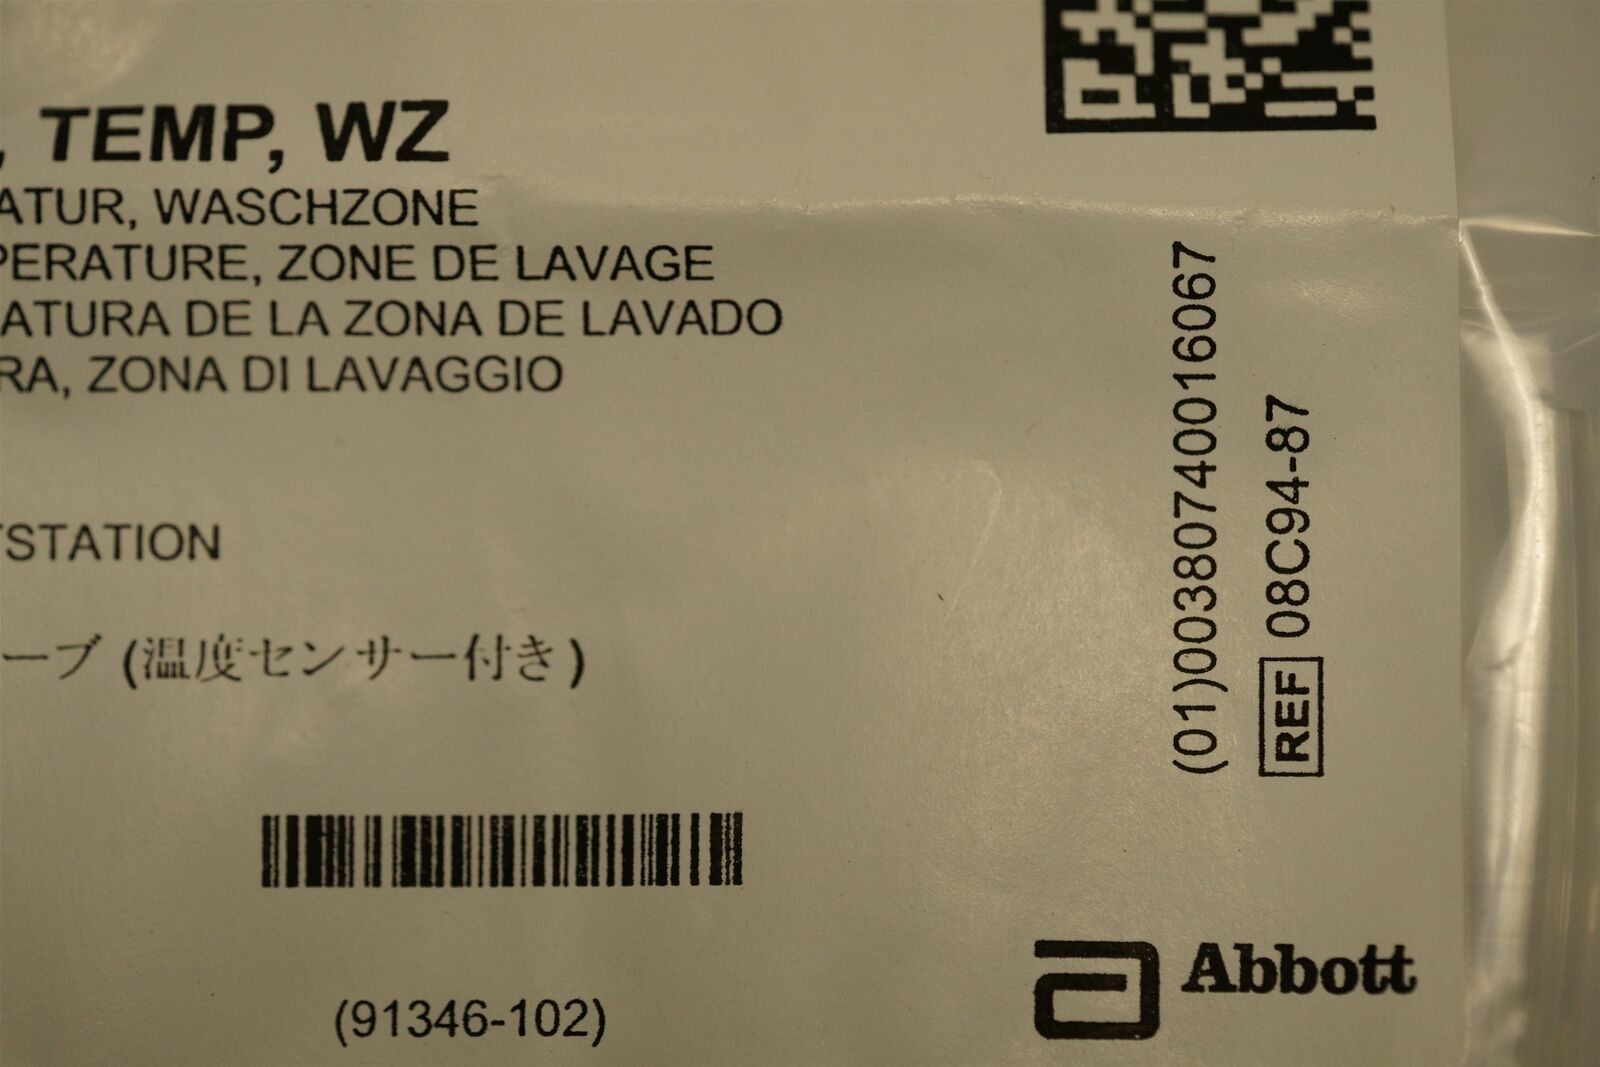 , TEMP, WZ
ATUR, WASCHZONE
PERATURE, ZONE DE LAVAGE
ATURA DE LA ZONA DE LAVADO
RA, ZONA DI LAVAGGIO
TSTATION
ーブ (温度センサー付き)
(91346-102)
(01)00380740016067
REF 08C94-87
Abbott